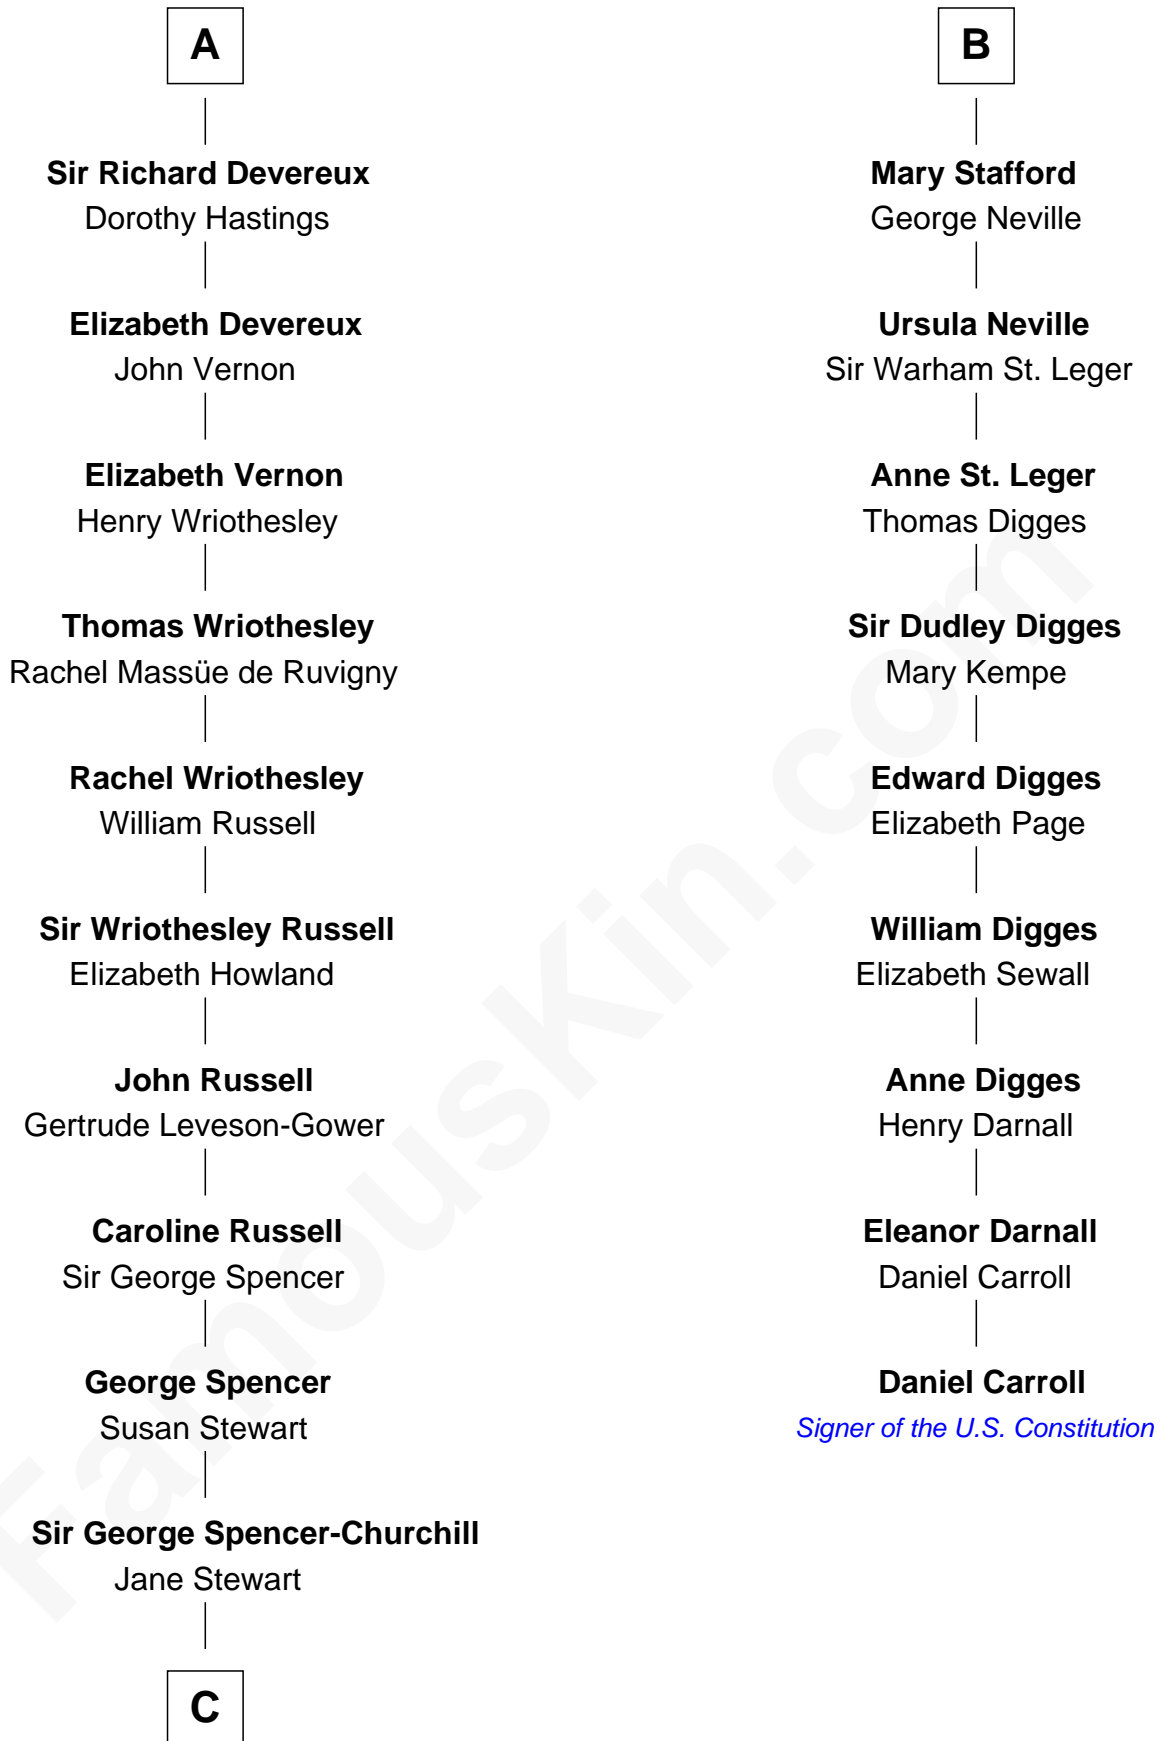 A
Sir Richard Devereux
Dorothy Hastings
Elizabeth Devereux
John Vernon
Elizabeth Vernon
Henry Wriothesley
Thomas Wriothesley
Rachel Massüe de Ruvigny
Rachel Wriothesley
William Russell
Sir Wriothesley Russell
Elizabeth Howland
John Russell
Gertrude Leveson-Gower
Caroline Russell
Sir George Spencer
George Spencer
Susan Stewart
Sir George Spencer-Churchill
Jane Stewart
C
B
Mary Stafford
George Neville
Ursula Neville
Sir Warham St. Leger
Anne St. Leger
Thomas Digges
Sir Dudley Digges
Mary Kempe
Edward Digges
Elizabeth Page
William Digges
Elizabeth Sewall
Anne Digges
Henry Darnall
Eleanor Darnall
Daniel Carroll
Daniel Carroll
Signer of the U.S. Constitution
FamousKin.com